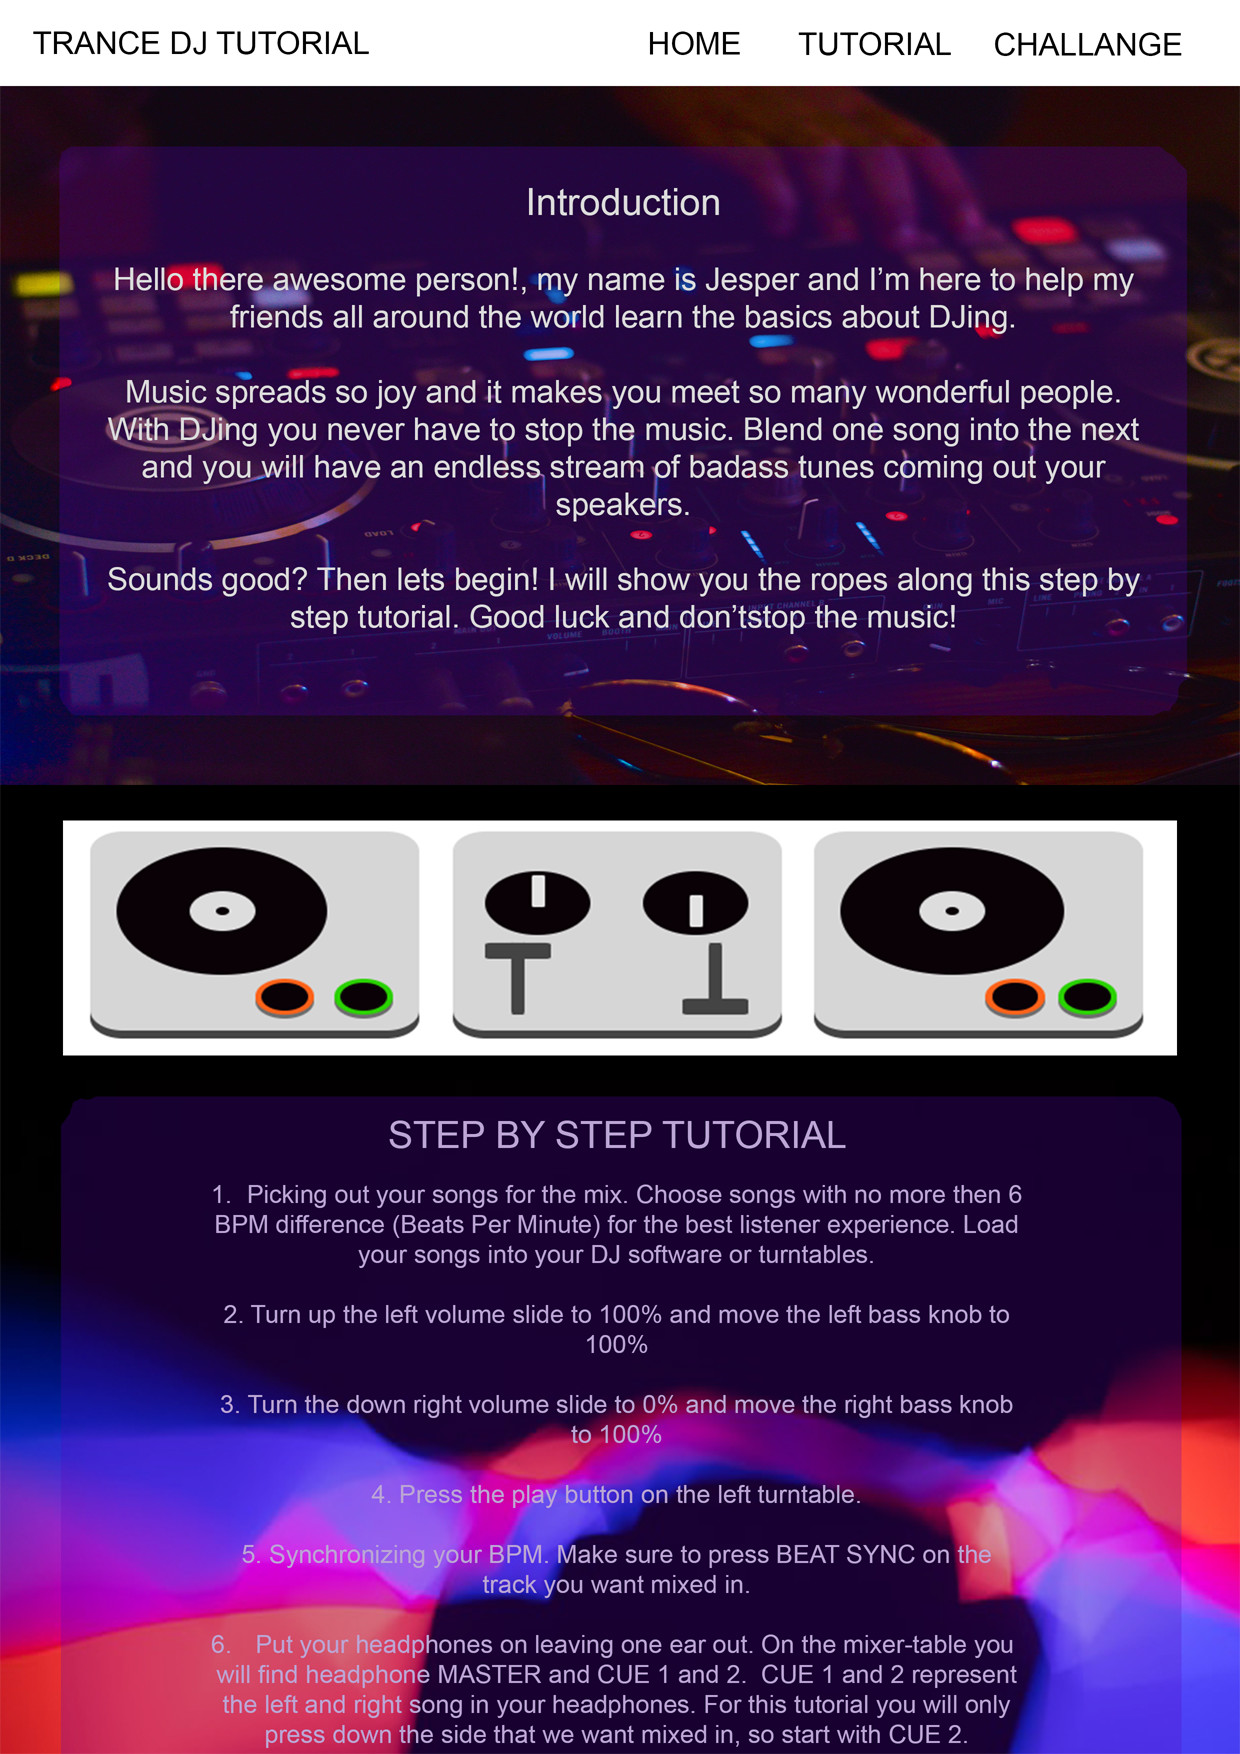 TRANCE DJ TUTORIAL HOME TUTORIAL CHALLANGE
Introduction
Hello there awesome person!, my name is Jesper and I’m here to help my
friends all around the world learn the basics about DJing.
Music spreads so joy and it makes you meet so many wonderful people.
With DJing you never have to stop the music. Blend one song into the next
and you will have an endless stream of badass tunes coming out your
speakers.
Sounds good? Then lets begin! I will show you the ropes along this step by
step tutorial. Good luck and don’tstop the music!
STEP BY STEP TUTORIAL
1. Picking out your songs for the mix. Choose songs with no more then 6
BPM difference (Beats Per Minute) for the best listener experience. Load
your songs into your DJ software or turntables.
2. Turn up the left volume slide to 100% and move the left bass knob to
100%
3. Turn the down right volume slide to 0% and move the right bass knob
to 100%
4. Press the play button on the left turntable.
5. Synchronizing your BPM. Make sure to press BEAT SYNC on the
track you want mixed in.
6. Put your headphones on leaving one ear out. On the mixer-table you
will find headphone MASTER and CUE 1 and 2. CUE 1 and 2 represent
the left and right song in your headphones. For this tutorial you will only
press down the side that we want mixed in, so start with CUE 2.